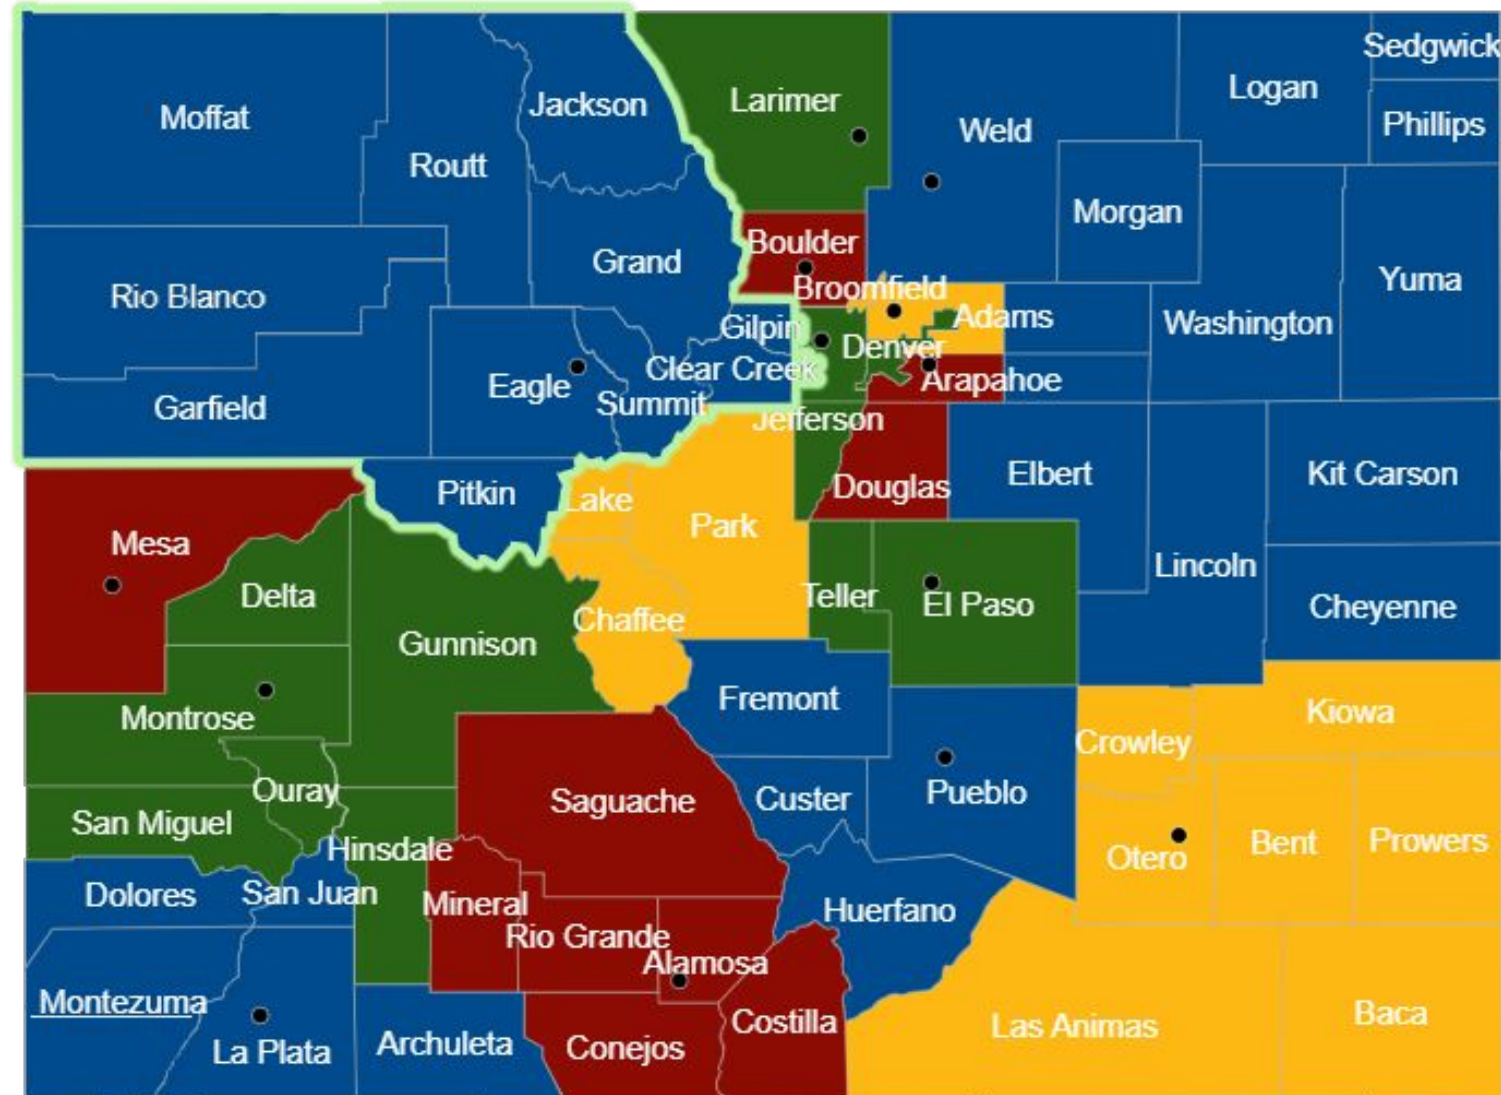 Sedgwick
Logan
Moffat
Jackson
Larimer
Phillips
Weld
Routt
Morgan
Boulder
Grand
Yuma
Rio Blanco
Broomfield
Adams
Washington
Gilpin
Denver
Clear Creek
Arapahoe
Eagle
Summit
Garfield
Jefferson
Elbert
Kit Carson
Douglas
Pitkin
Lake
Park
Mesa
Lincoln
Delta
Teller
El Paso
Cheyenne
Chaffee
Gunnison
Fremont
Kiowa
Montrose
Crowley
Ouray
Pueblo
Saguache
Custer
San Miguel
Hinsdale
Otero
Bent
Prowers
Dolores
San Juan
Mineral
Huerfano
Rio Grande
Alamosa
Montezuma
Costilla
Las Animas
Baca
La Plata
Archuleta
Conejos